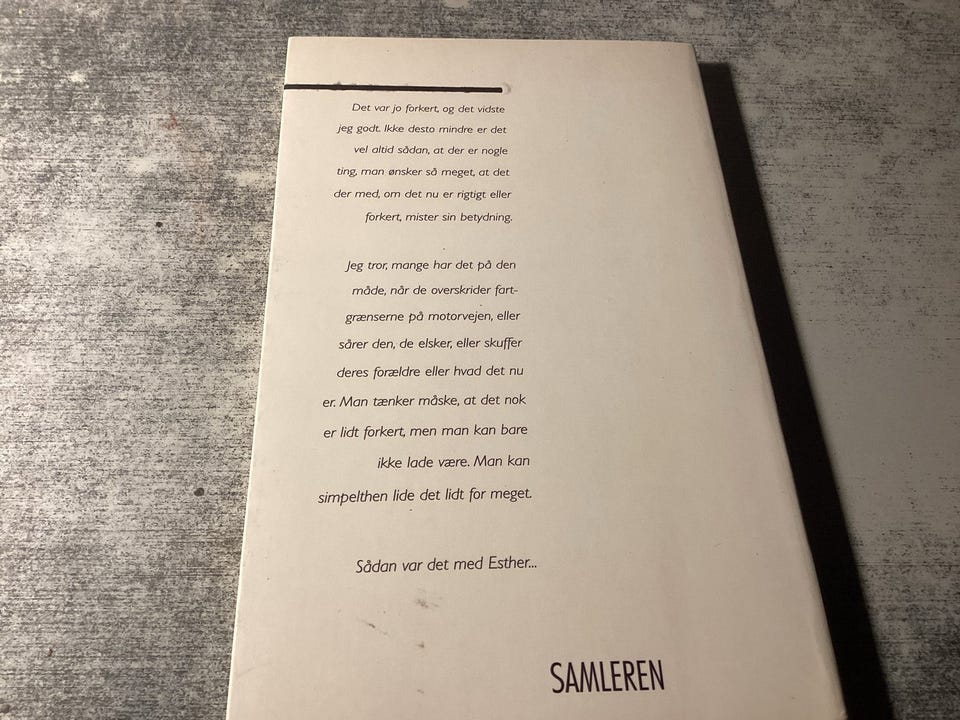 Det var jo forkert, og det vidste
jeg godt. Ikke desto mindre er det
vel altid sådan, at der er nogle
ting, man ønsker så meget, at det
der med, om det nu er rigtigt eller
forkert, mister sin betydning.
Jeg tror, mange har det på den
måde, når de overskrider fart-
grænserne på motorvejen, eller
sårer den, de elsker, eller skuffer
deres forældre eller hvad det nu
er. Man tænker måske, at det nok
er lidt forkert, men man kan bare
ikke lade være. Man kan
simpelthen lide det lidt for meget.
Sådan var det med Esther...
SAMLEREN